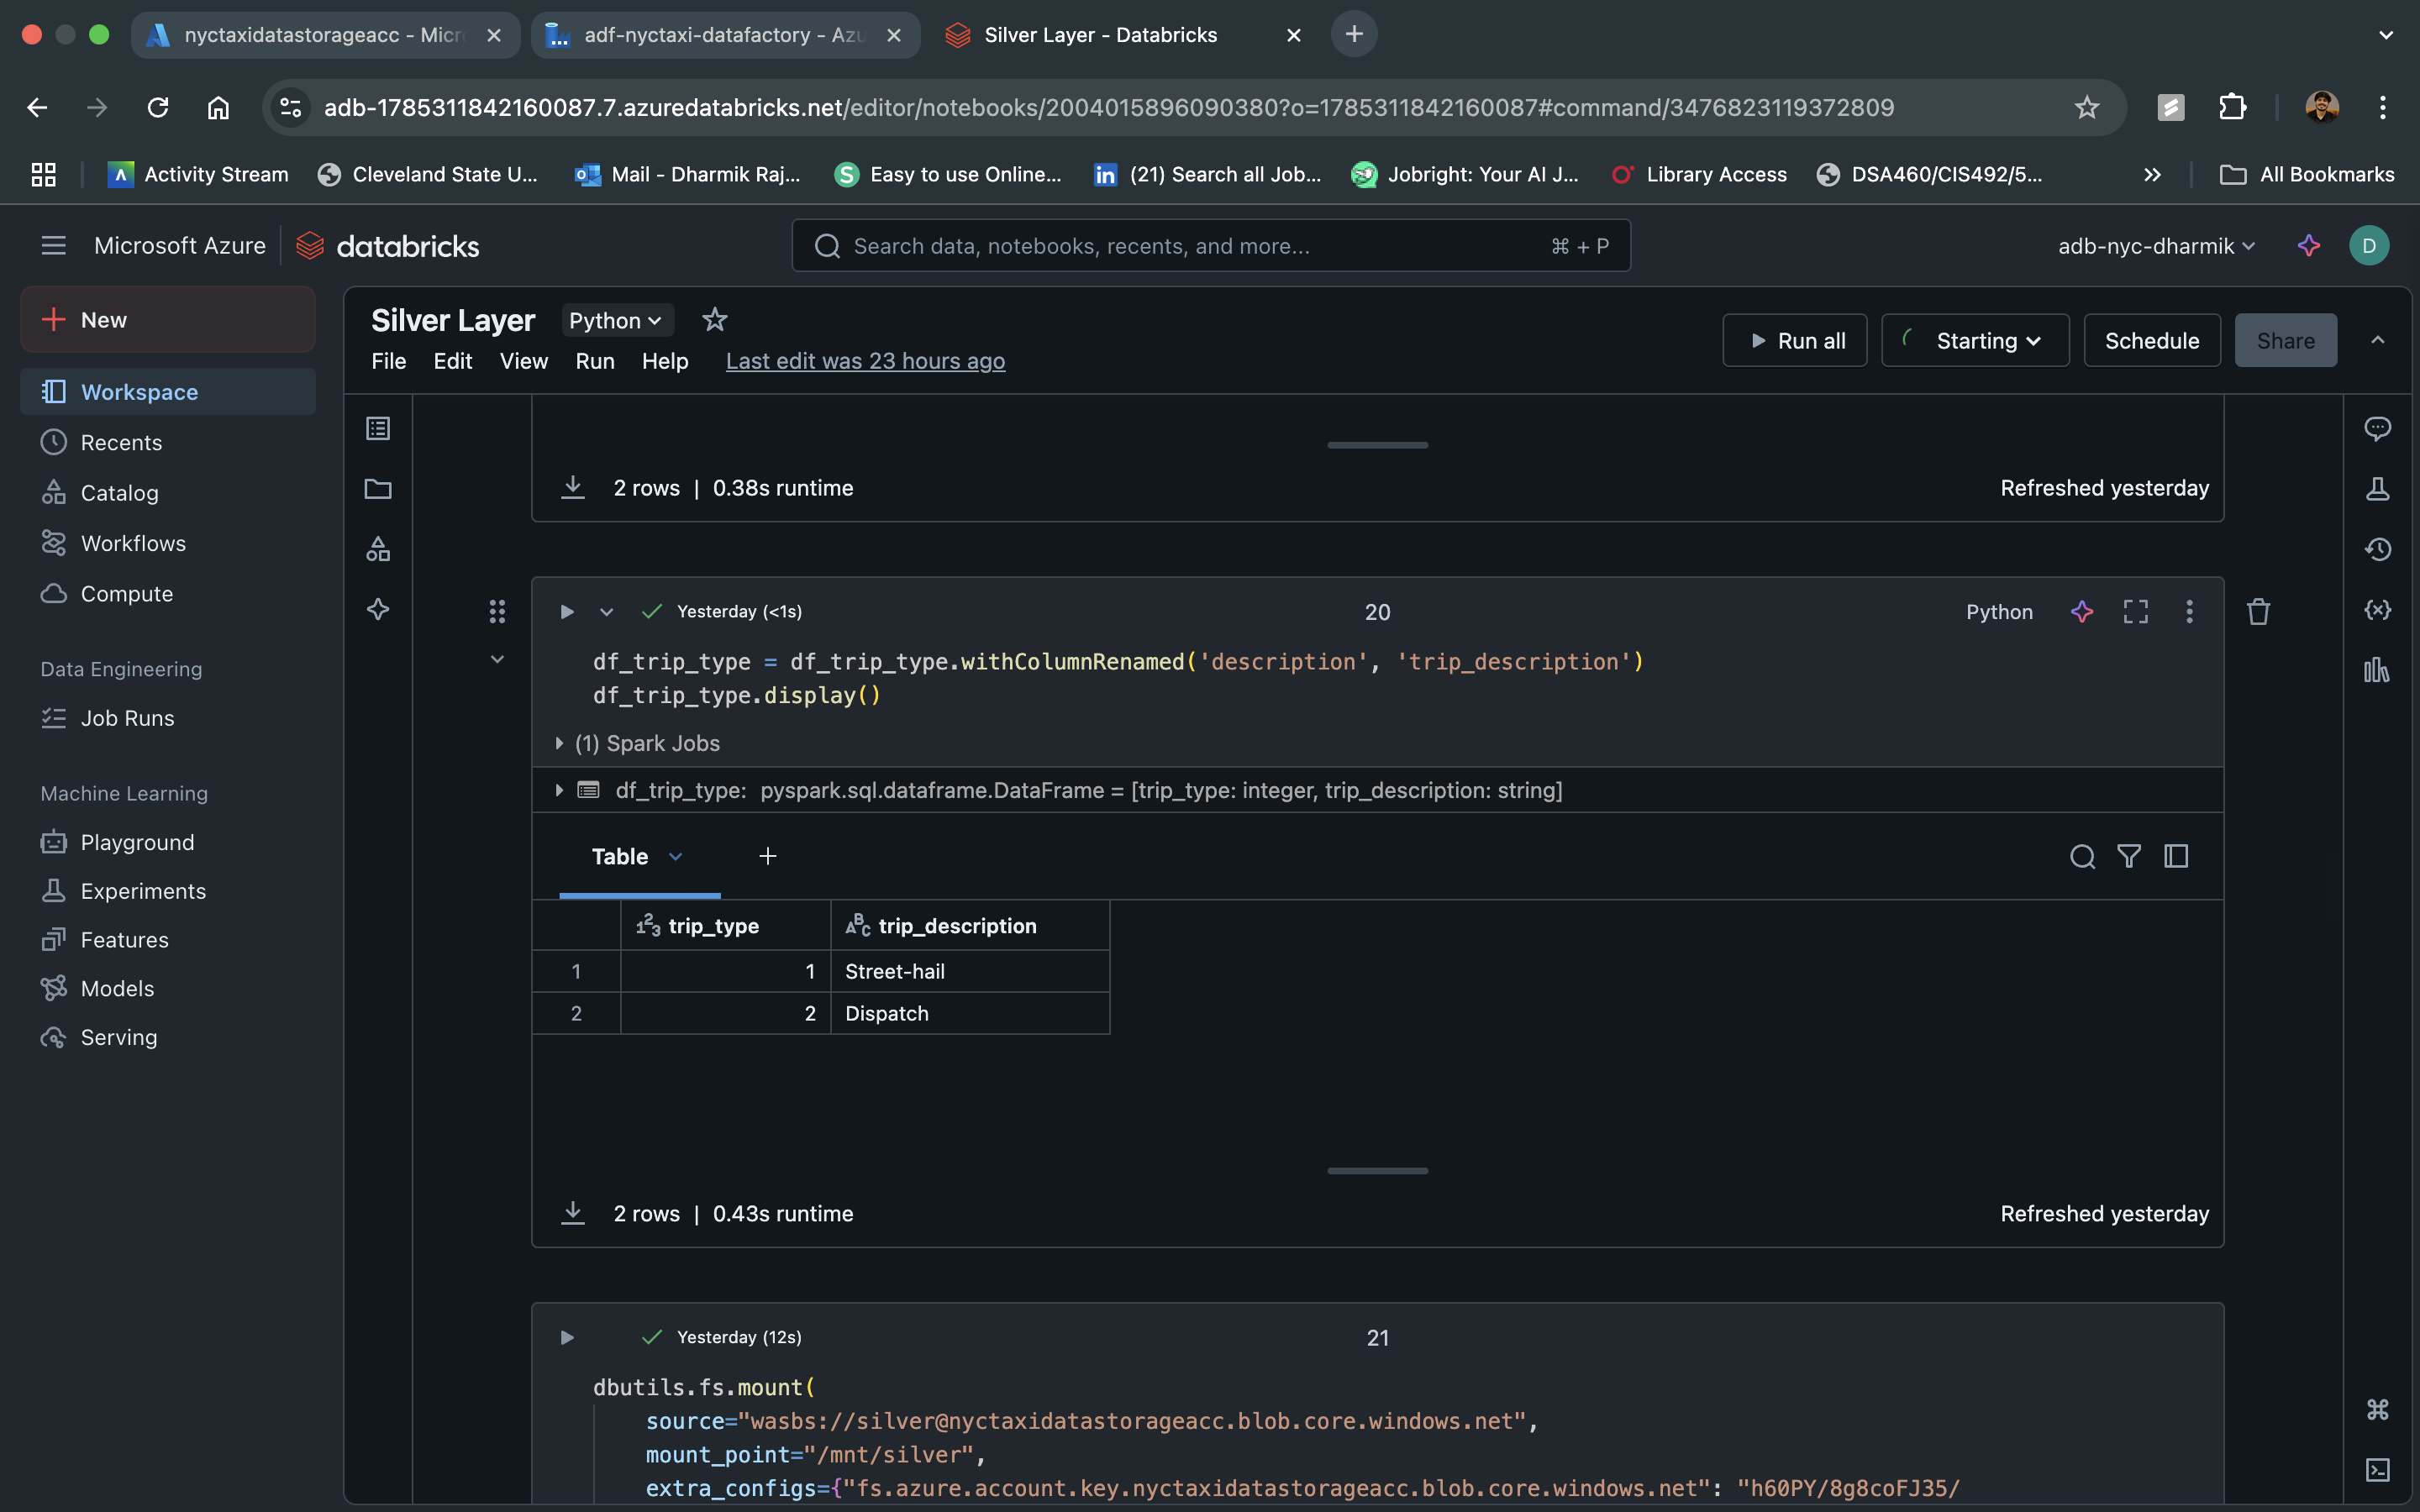 nyctaxidatastorageacc - Micr
adf-nyctaxi-datafactory - Azu
Silver Layer - Databricks
adb-1785311842160087.7.azuredatabricks.net/editor/notebooks/2004015896090380?o=1785311842160087#command/3476823119372809
Activity Stream
Cleveland State U...
Mail - Dharmik Raj...
Easy to use Online...
(21) Search all Job...
Jobright: Your AI J...
Library Access
DSA460/CIS492/5...
All Bookmarks
Microsoft Azure
databricks
Search data, notebooks, recents, and more...
⌘ + P
adb-nyc-dharmik
D
New
Workspace
Recents
Catalog
Workflows
Compute
Data Engineering
Job Runs
Machine Learning
Playground
Experiments
Features
Models
Serving
Silver Layer
Python
File
Edit
View
Run
Help
Last edit was 23 hours ago
Run all
Starting
Schedule
Share
2 rows | 0.38s runtime
Refreshed yesterday
Yesterday (<1s)
20
Python
df_trip_type = df_trip_type.withColumnRenamed('description', 'trip_description')
df_trip_type.display()
(1) Spark Jobs
df_trip_type: pyspark.sql.dataframe.DataFrame = [trip_type: integer, trip_description: string]
Table
trip_type
trip_description
1 1 Street-hail
2 2 Dispatch
2 rows | 0.43s runtime
Refreshed yesterday
Yesterday (12s)
21
dbutils.fs.mount(
source="wasbs://silver@nyctaxidatastorageacc.blob.core.windows.net",
mount_point="/mnt/silver",
extra_configs={"fs.azure.account.key.nyctaxidatastorageacc.blob.core.windows.net": "h60PY/8g8coFJ35/